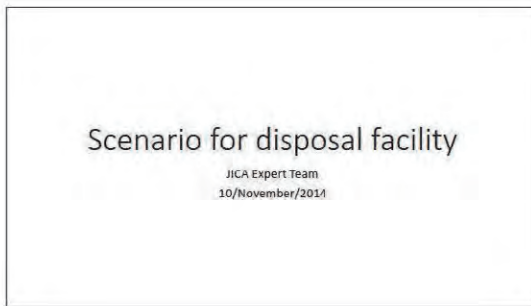 Scenario for disposal facility
JICA Expert Team
10/November/2014